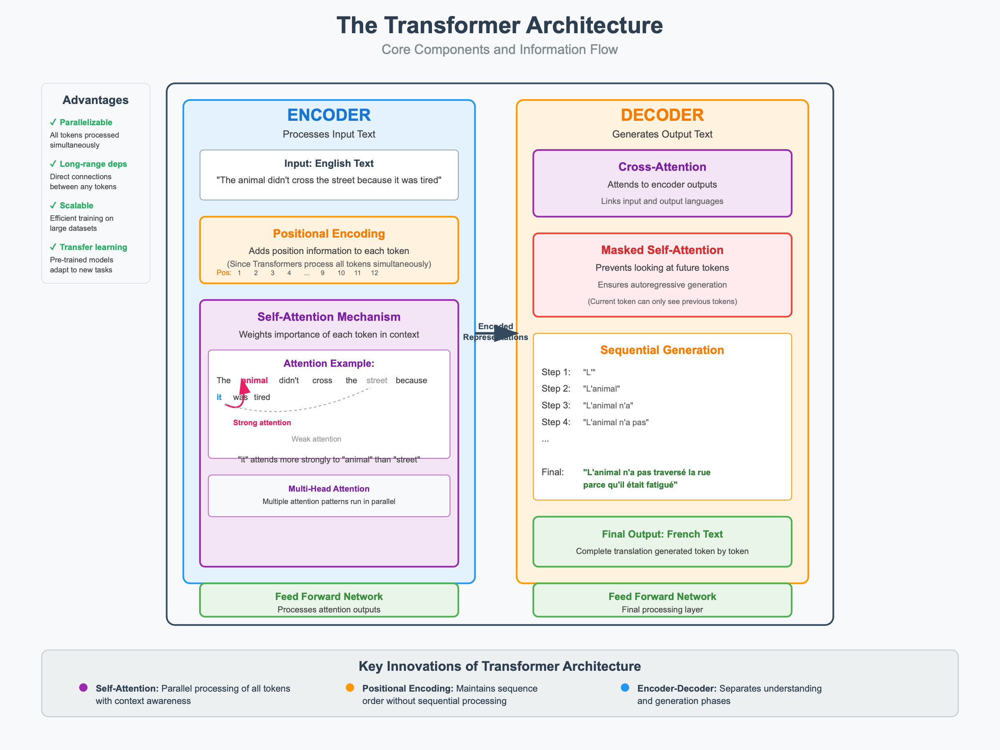 The Transformer Architecture
Core Components and Information Flow
Advantages
✓ Parallelizable
All tokens processed
simultaneously
✓ Long-range deps
Direct connections
between any tokens
✓ Scalable
Efficient training on
large datasets
✓ Transfer learning
Pre-trained models
adapt to new tasks
ENCODER
Processes Input Text
Input: English Text
"The animal didn't cross the street because it was tired"
Positional Encoding
Adds position information to each token
(Since Transformers process all tokens simultaneously)
Pos: 1 2 3 4 ... 9 10 11 12
Self-Attention Mechanism
Weights importance of each token in context
Attention Example:
The animal didn't cross the street because
it was tired
Strong attention
Weak attention
"it" attends more strongly to "animal" than "street"
Multi-Head Attention
Multiple attention patterns run in parallel
Feed Forward Network
Processes attention outputs
Encoded
Representations
DECODER
Generates Output Text
Cross-Attention
Attends to encoder outputs
Links input and output languages
Masked Self-Attention
Prevents looking at future tokens
Ensures autoregressive generation
(Current token can only see previous tokens)
Sequential Generation
Step 1: "L'"
Step 2: "L'animal"
Step 3: "L'animal n'a"
Step 4: "L'animal n'a pas"
...
Final: "L'animal n'a pas traversé la rue
parce qu'il était fatigué"
Final Output: French Text
Complete translation generated token by token
Feed Forward Network
Final processing layer
Key Innovations of Transformer Architecture
Self-Attention: Parallel processing of all tokens
with context awareness
Positional Encoding: Maintains sequence
order without sequential processing
Encoder-Decoder: Separates understanding
and generation phases